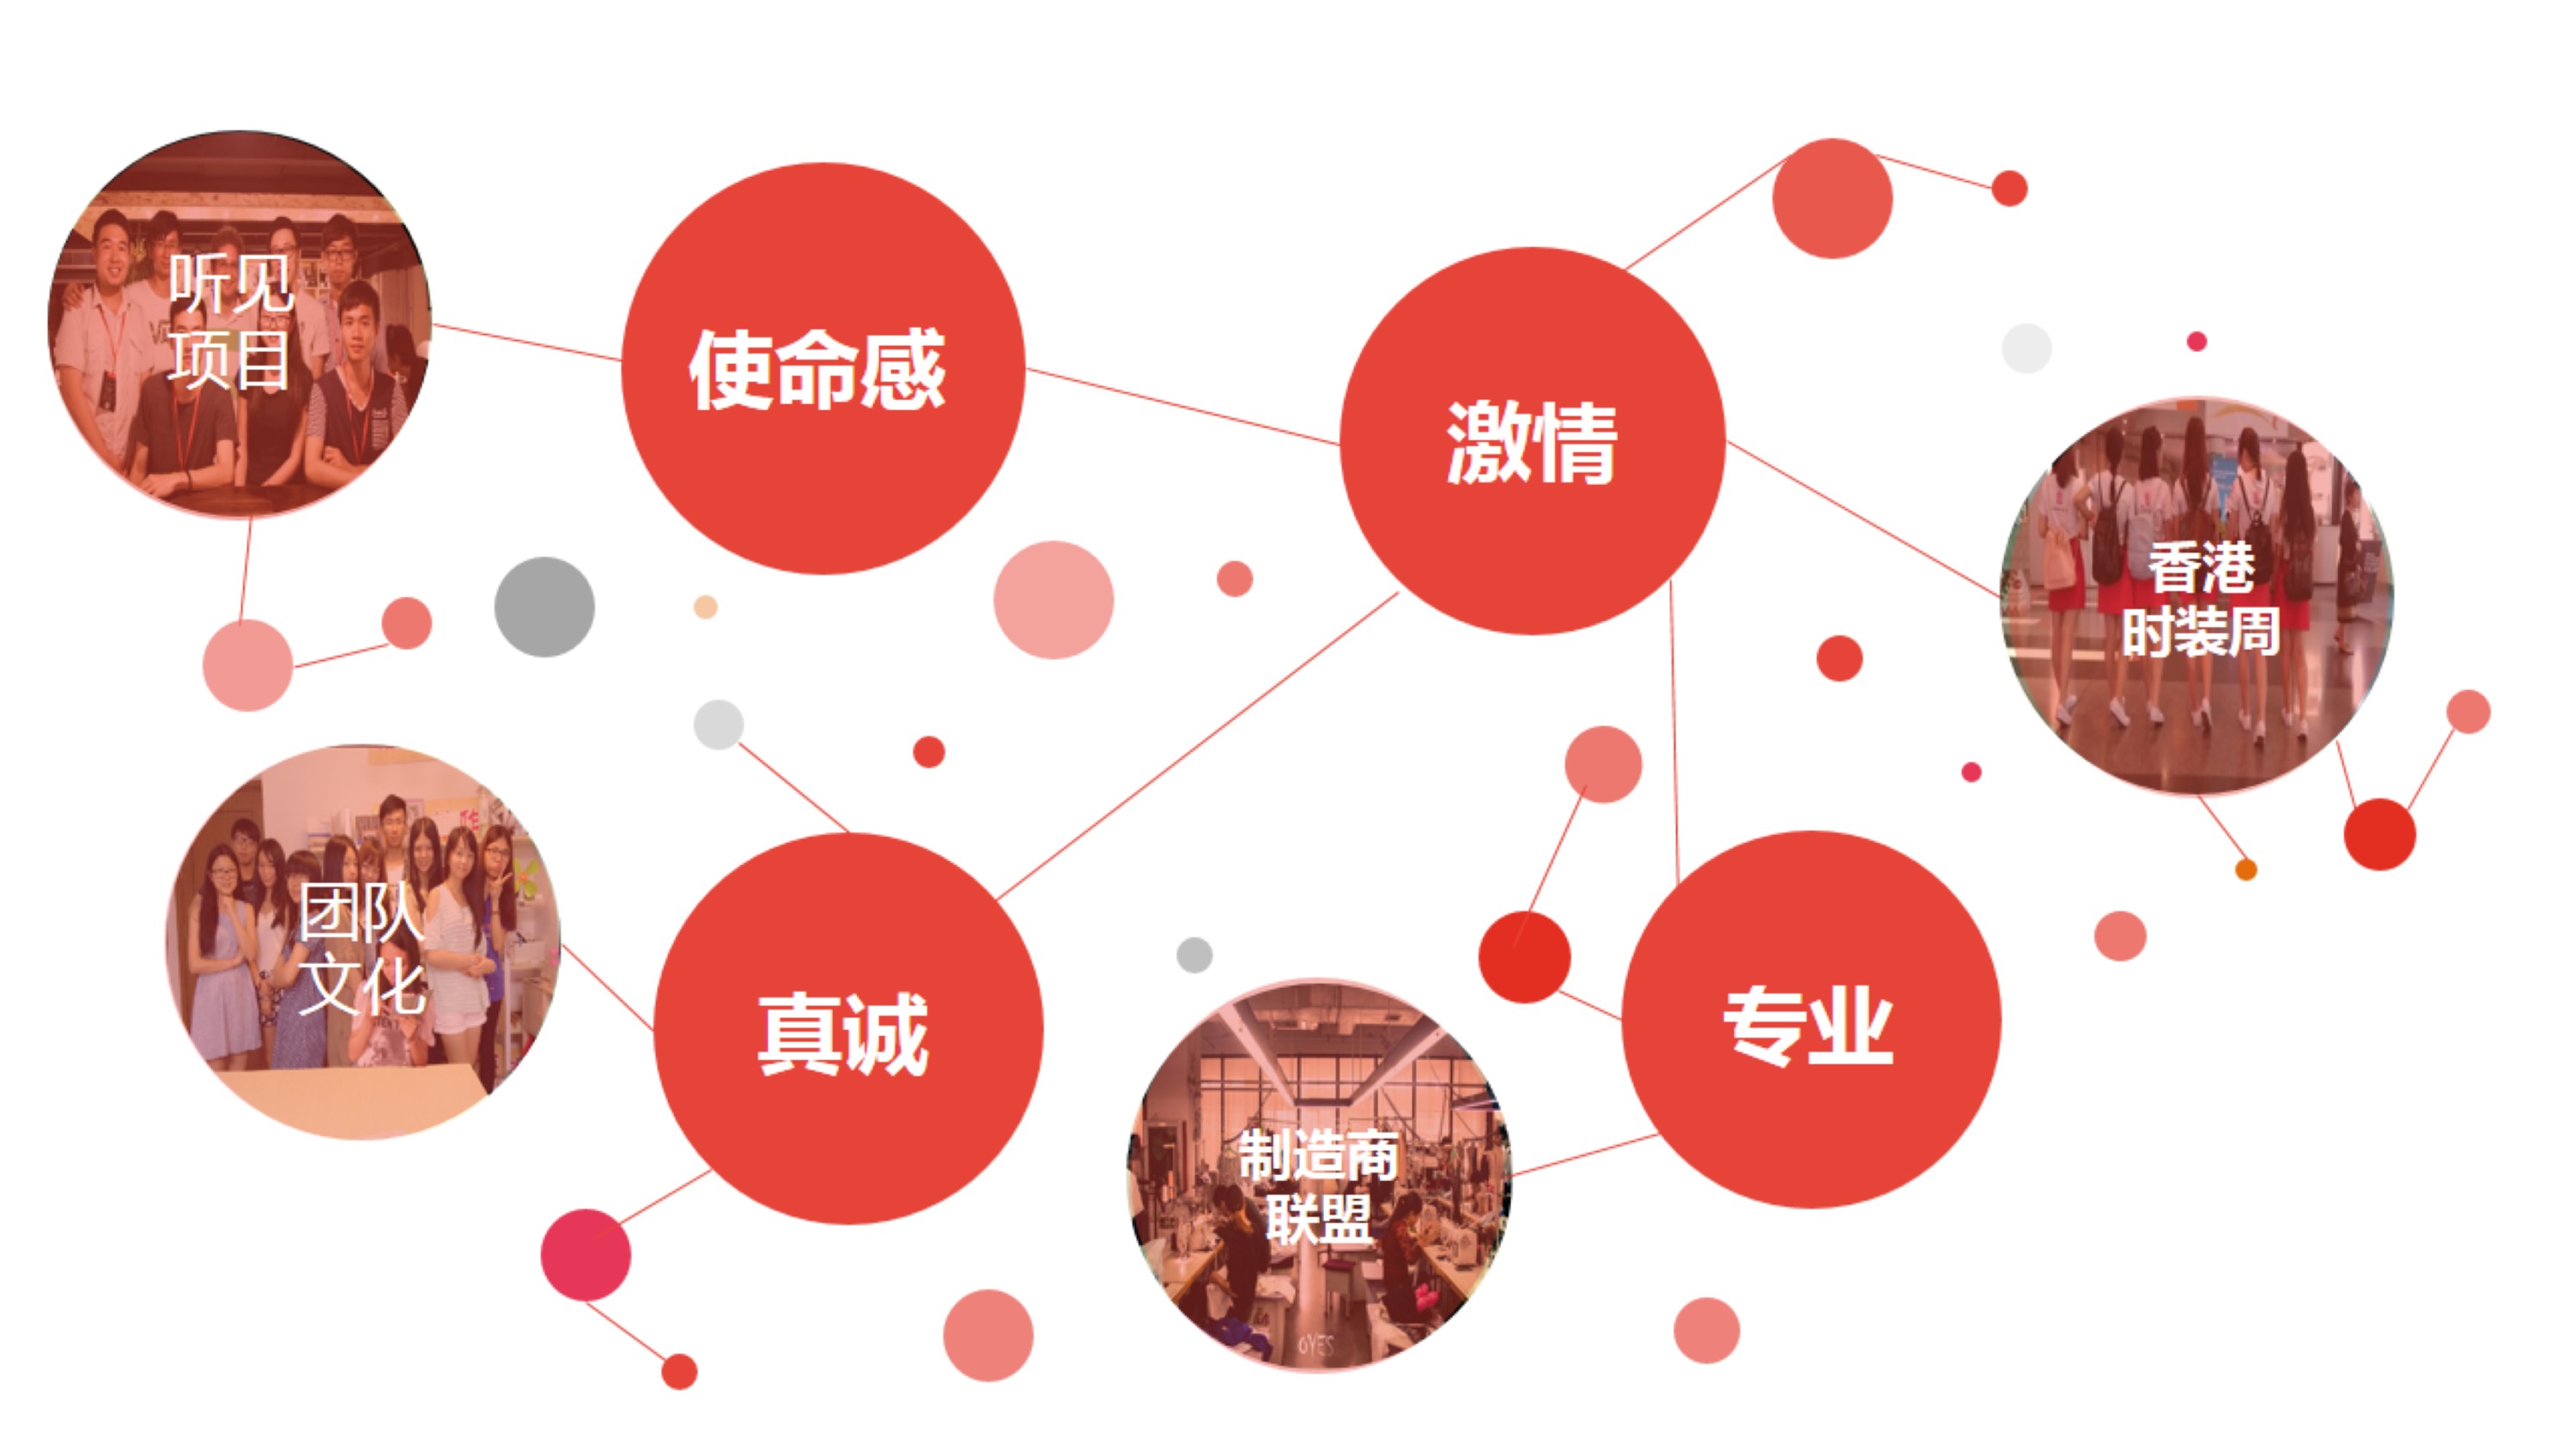 听见
项目
使命感
激情
香港
时装周
团队
文化
真诚
专业
制造商
联盟
oYES